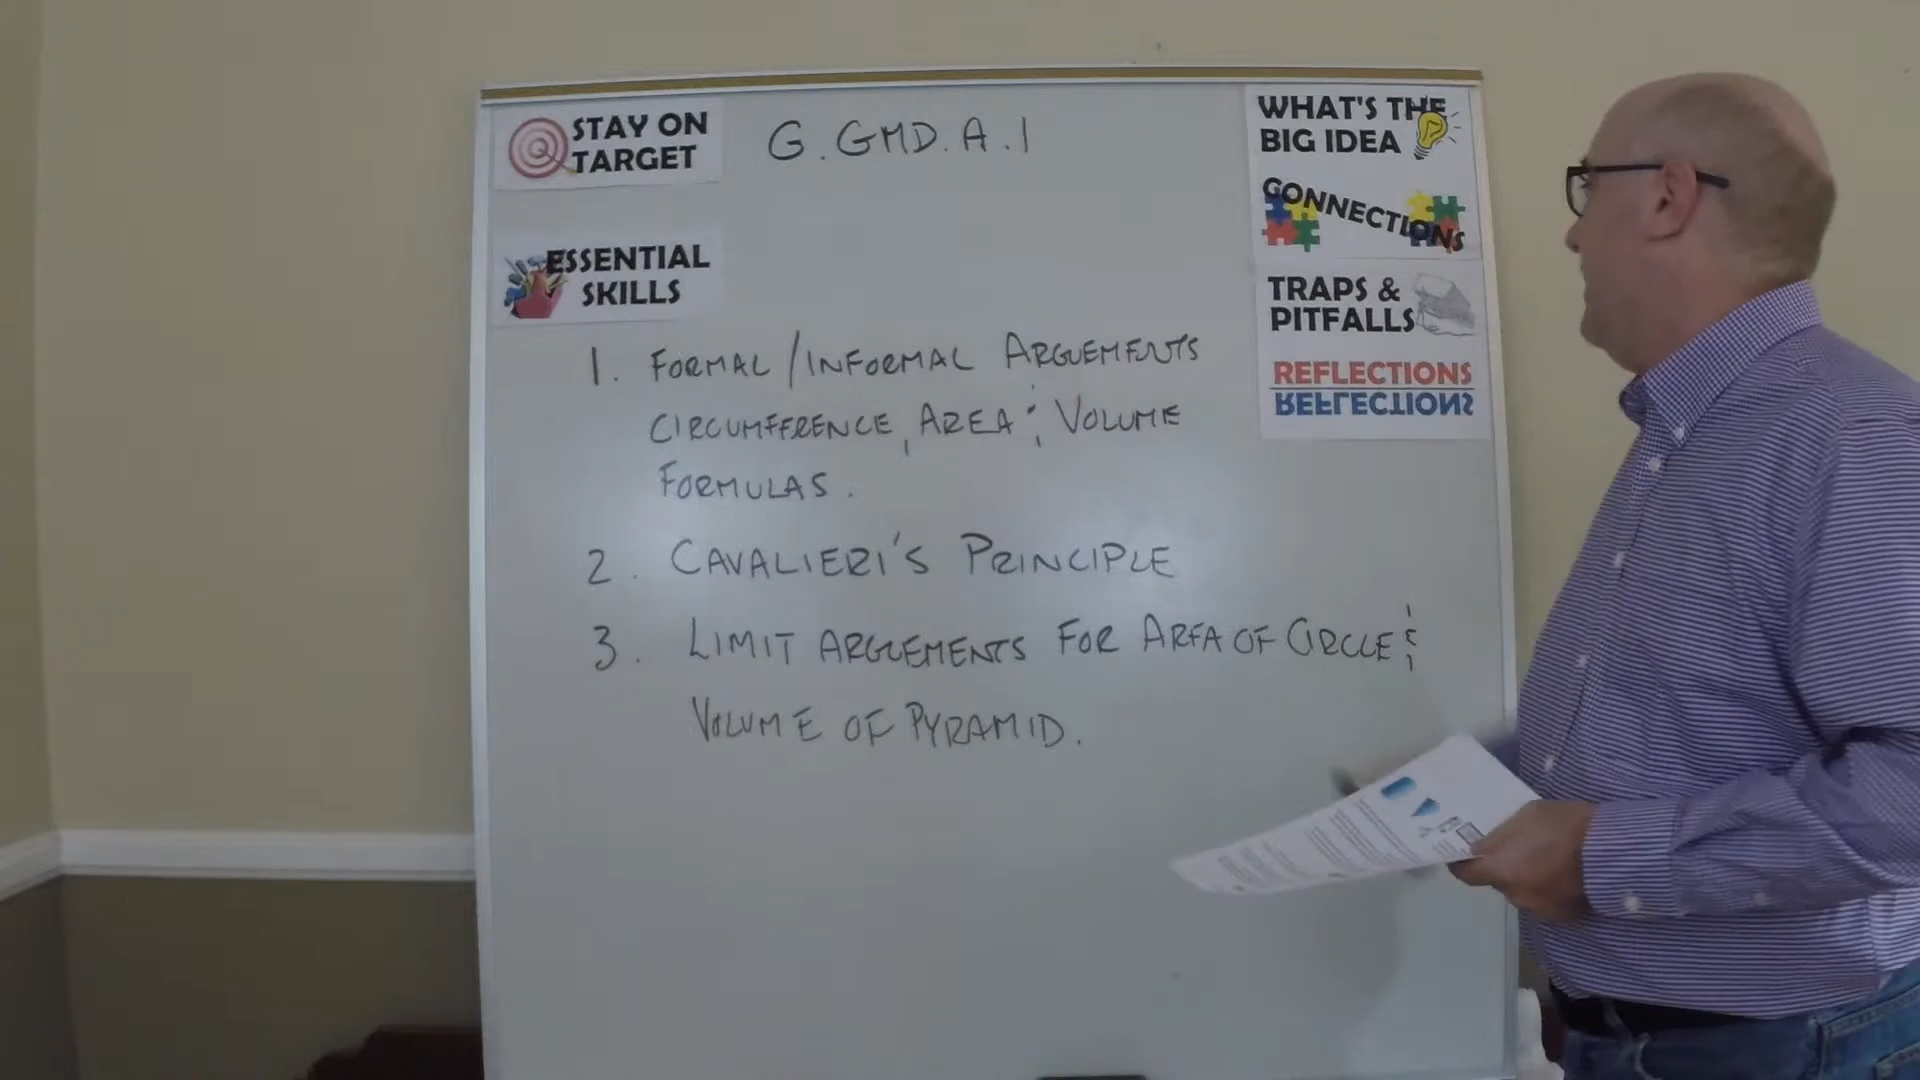 STAY ON
TARGET
G.GMD.A.1
WHAT'S THE
BIG IDEA
CONNECTIONS
ESSENTIAL
SKILLS
TRAPS &
PITFALLS
REFLECTIONS
REFLECTIONS
1. FORMAL/INFORMAL ARGUEMENTS
CIRCUMFERENCE, AREA & VOLUME
FORMULAS.
2. CAVALIERI'S PRINCIPLE
3. LIMIT ARGUEMENTS FOR AREA OF CIRCLE &
VOLUME OF PYRAMID.